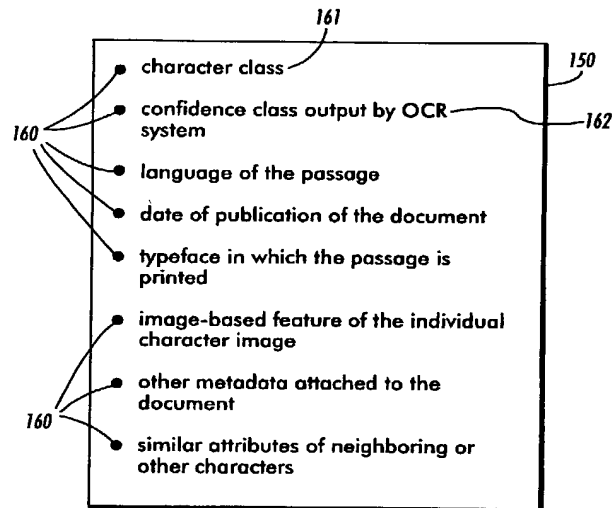 161
• character class
150
• confidence class output by OCR
system
162
160
• language of the passage
• date of publication of the document
• typeface in which the passage is
printed
• image-based feature of the individual
character image
• other metadata attached to the
document
160
• similar attributes of neighboring or
other characters